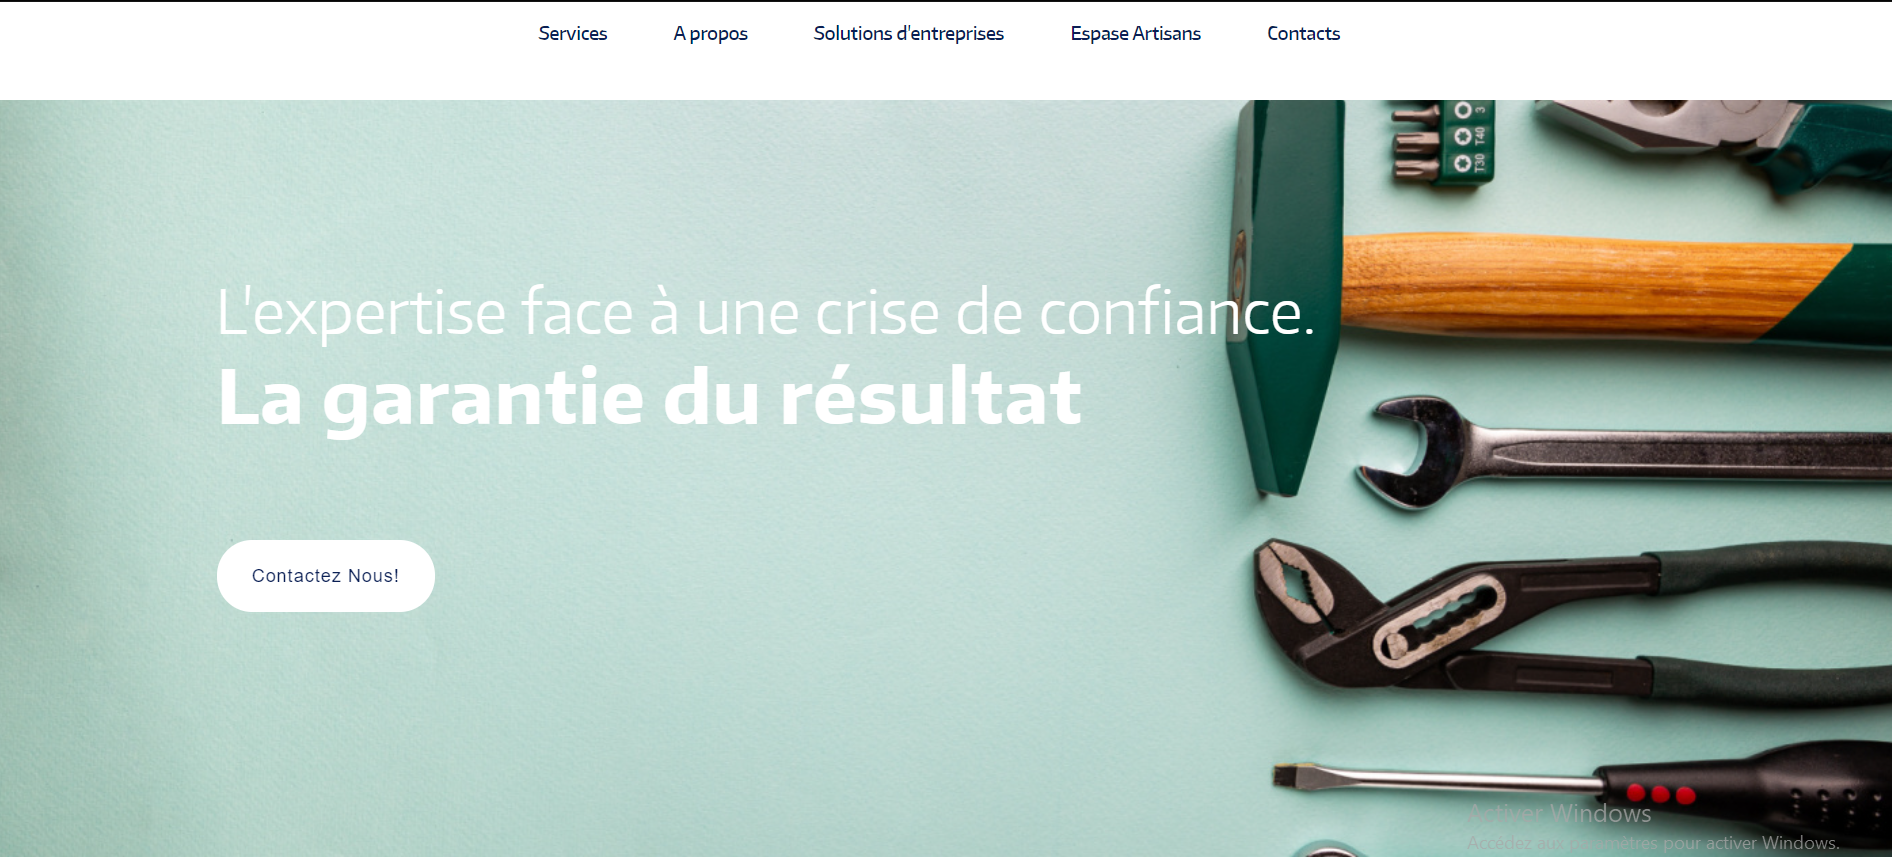 Services A propos Solutions d'entreprises Espase Artisans Contacts
3
T40
T30
L'expertise face à une crise de confiance.
La garantie du résultat
Contactez Nous!
Activer Windows
Accédez aux paramètres pour activer Windows.